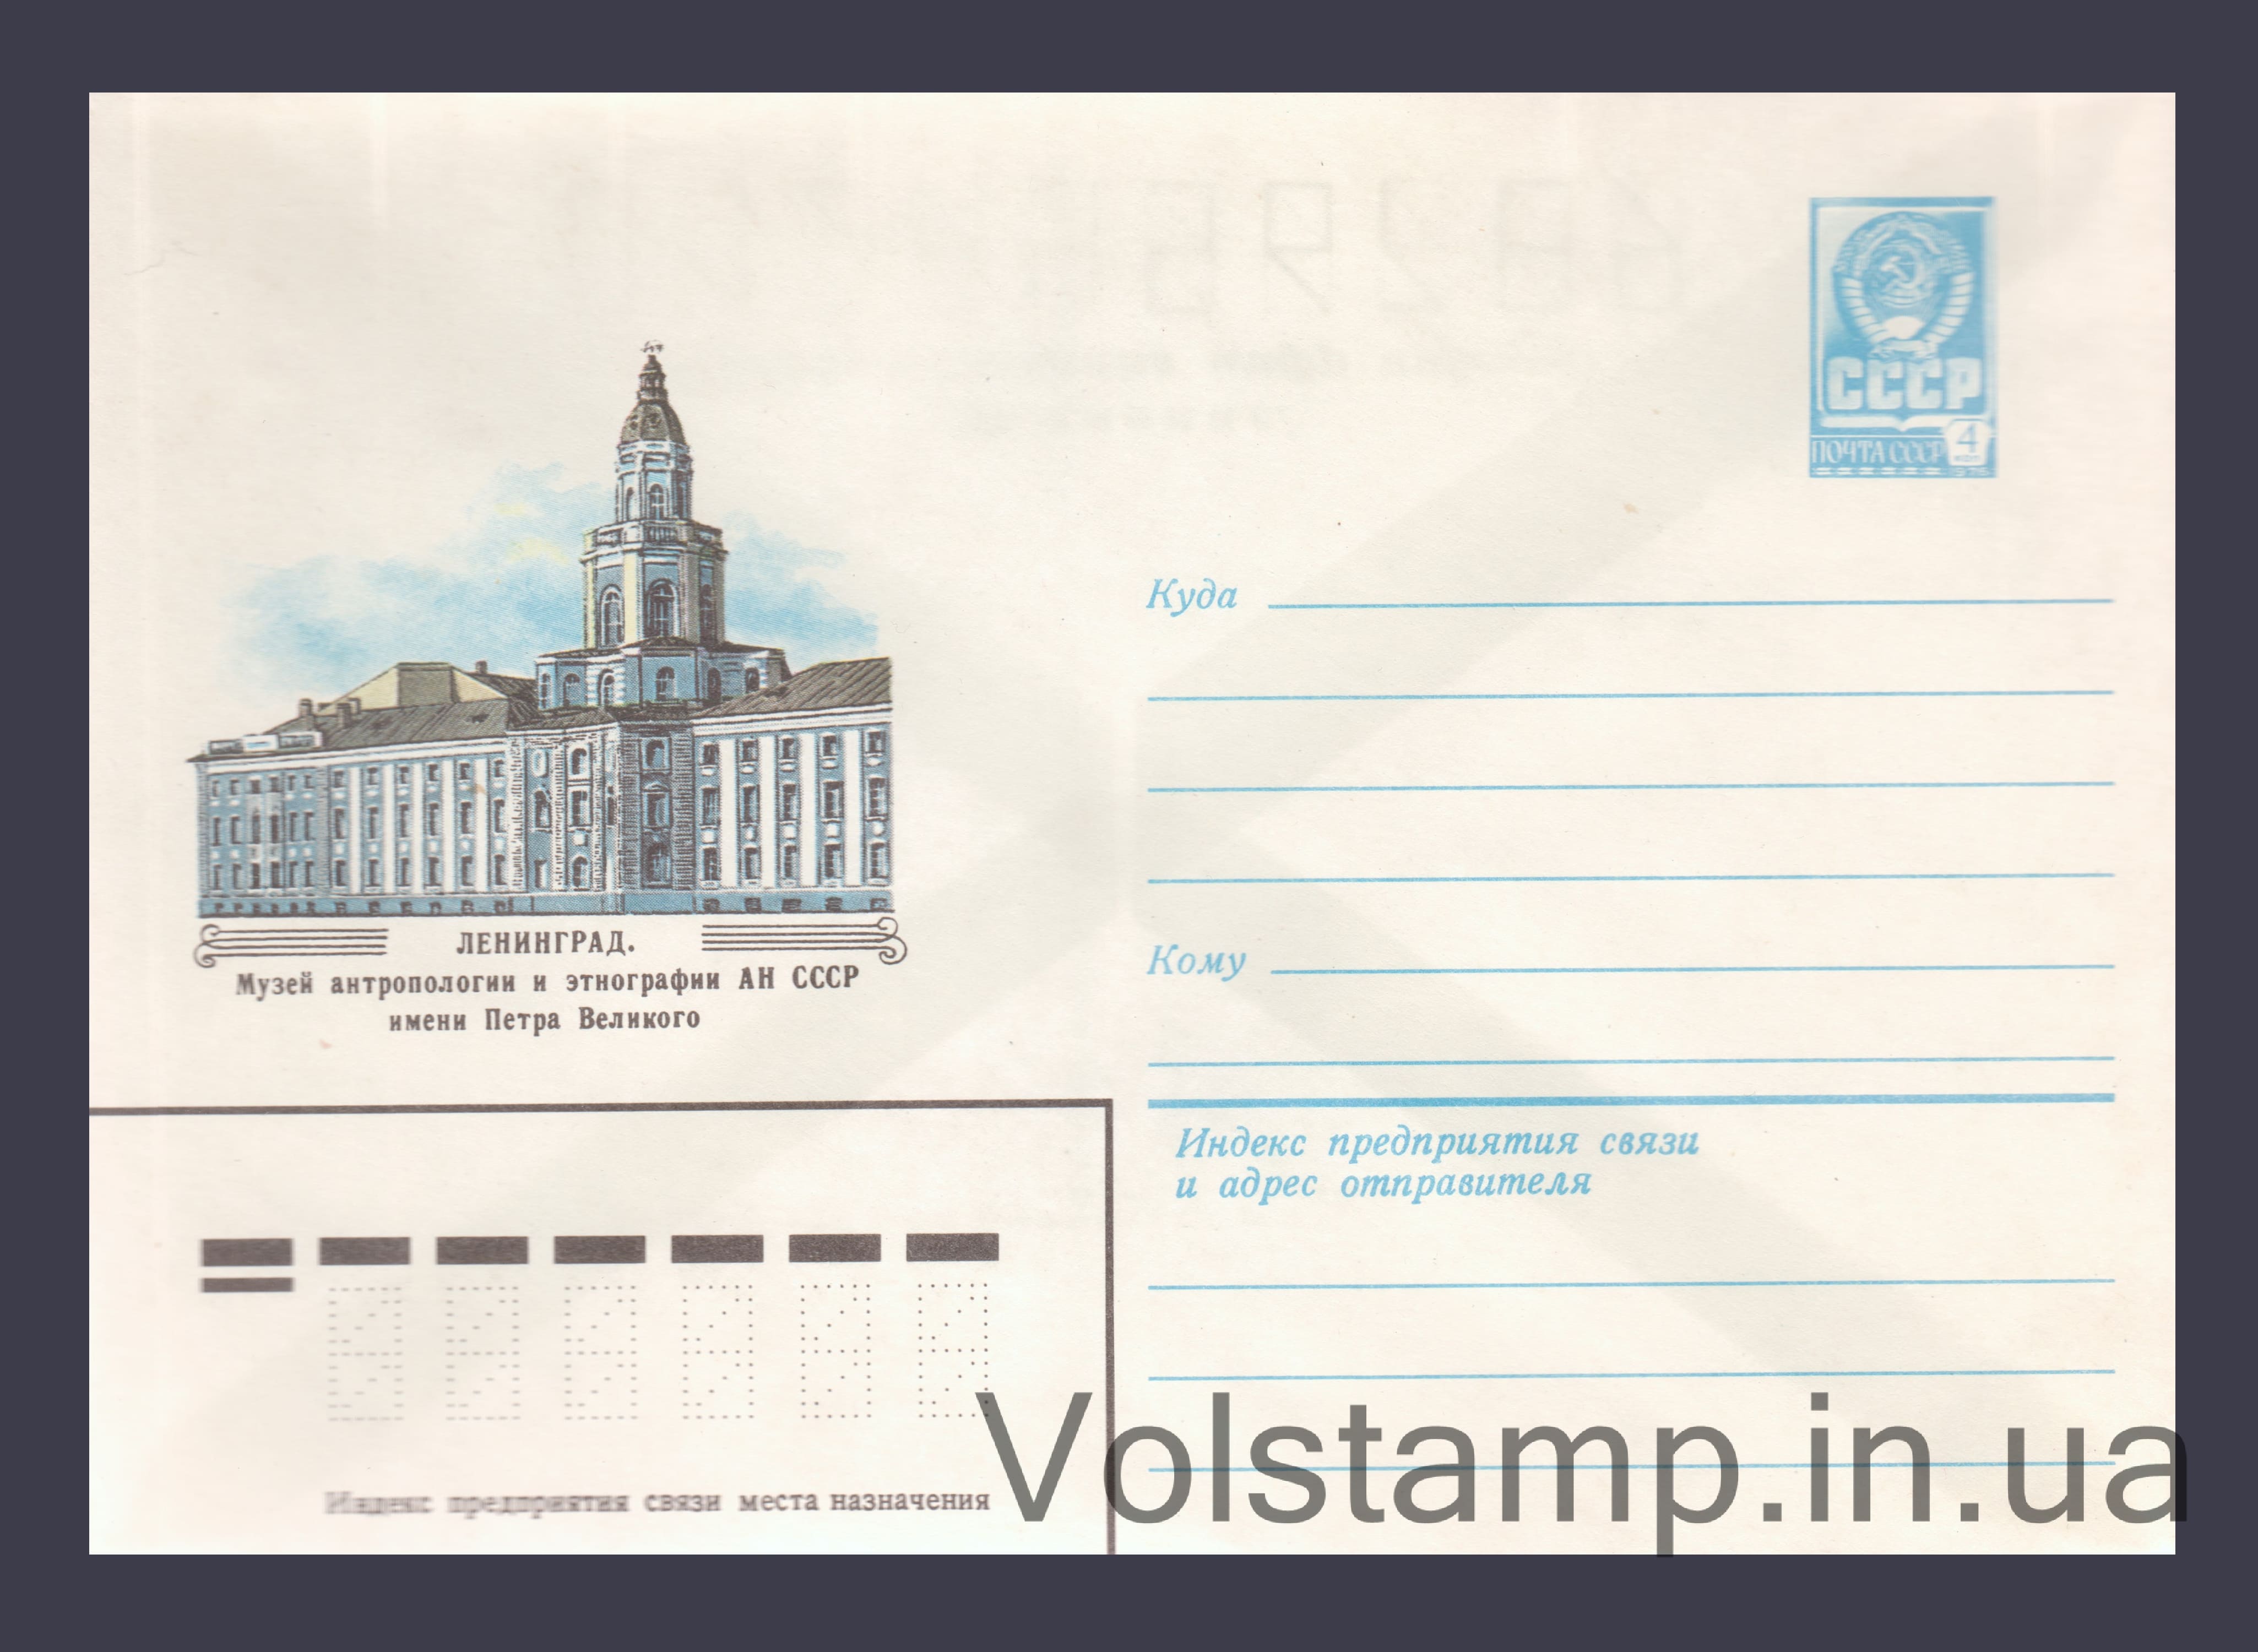 СССР
ПОЧТА СССР 4
КОП
ЛЕНИНГРАД.
Музей антропологии и этнографии АН СССР
имени Петра Великого
Куда
Кому
Индекс предприятия связи
и адрес отправителя
Индекс предприятия связи места назначения
Volstamp.in.ua